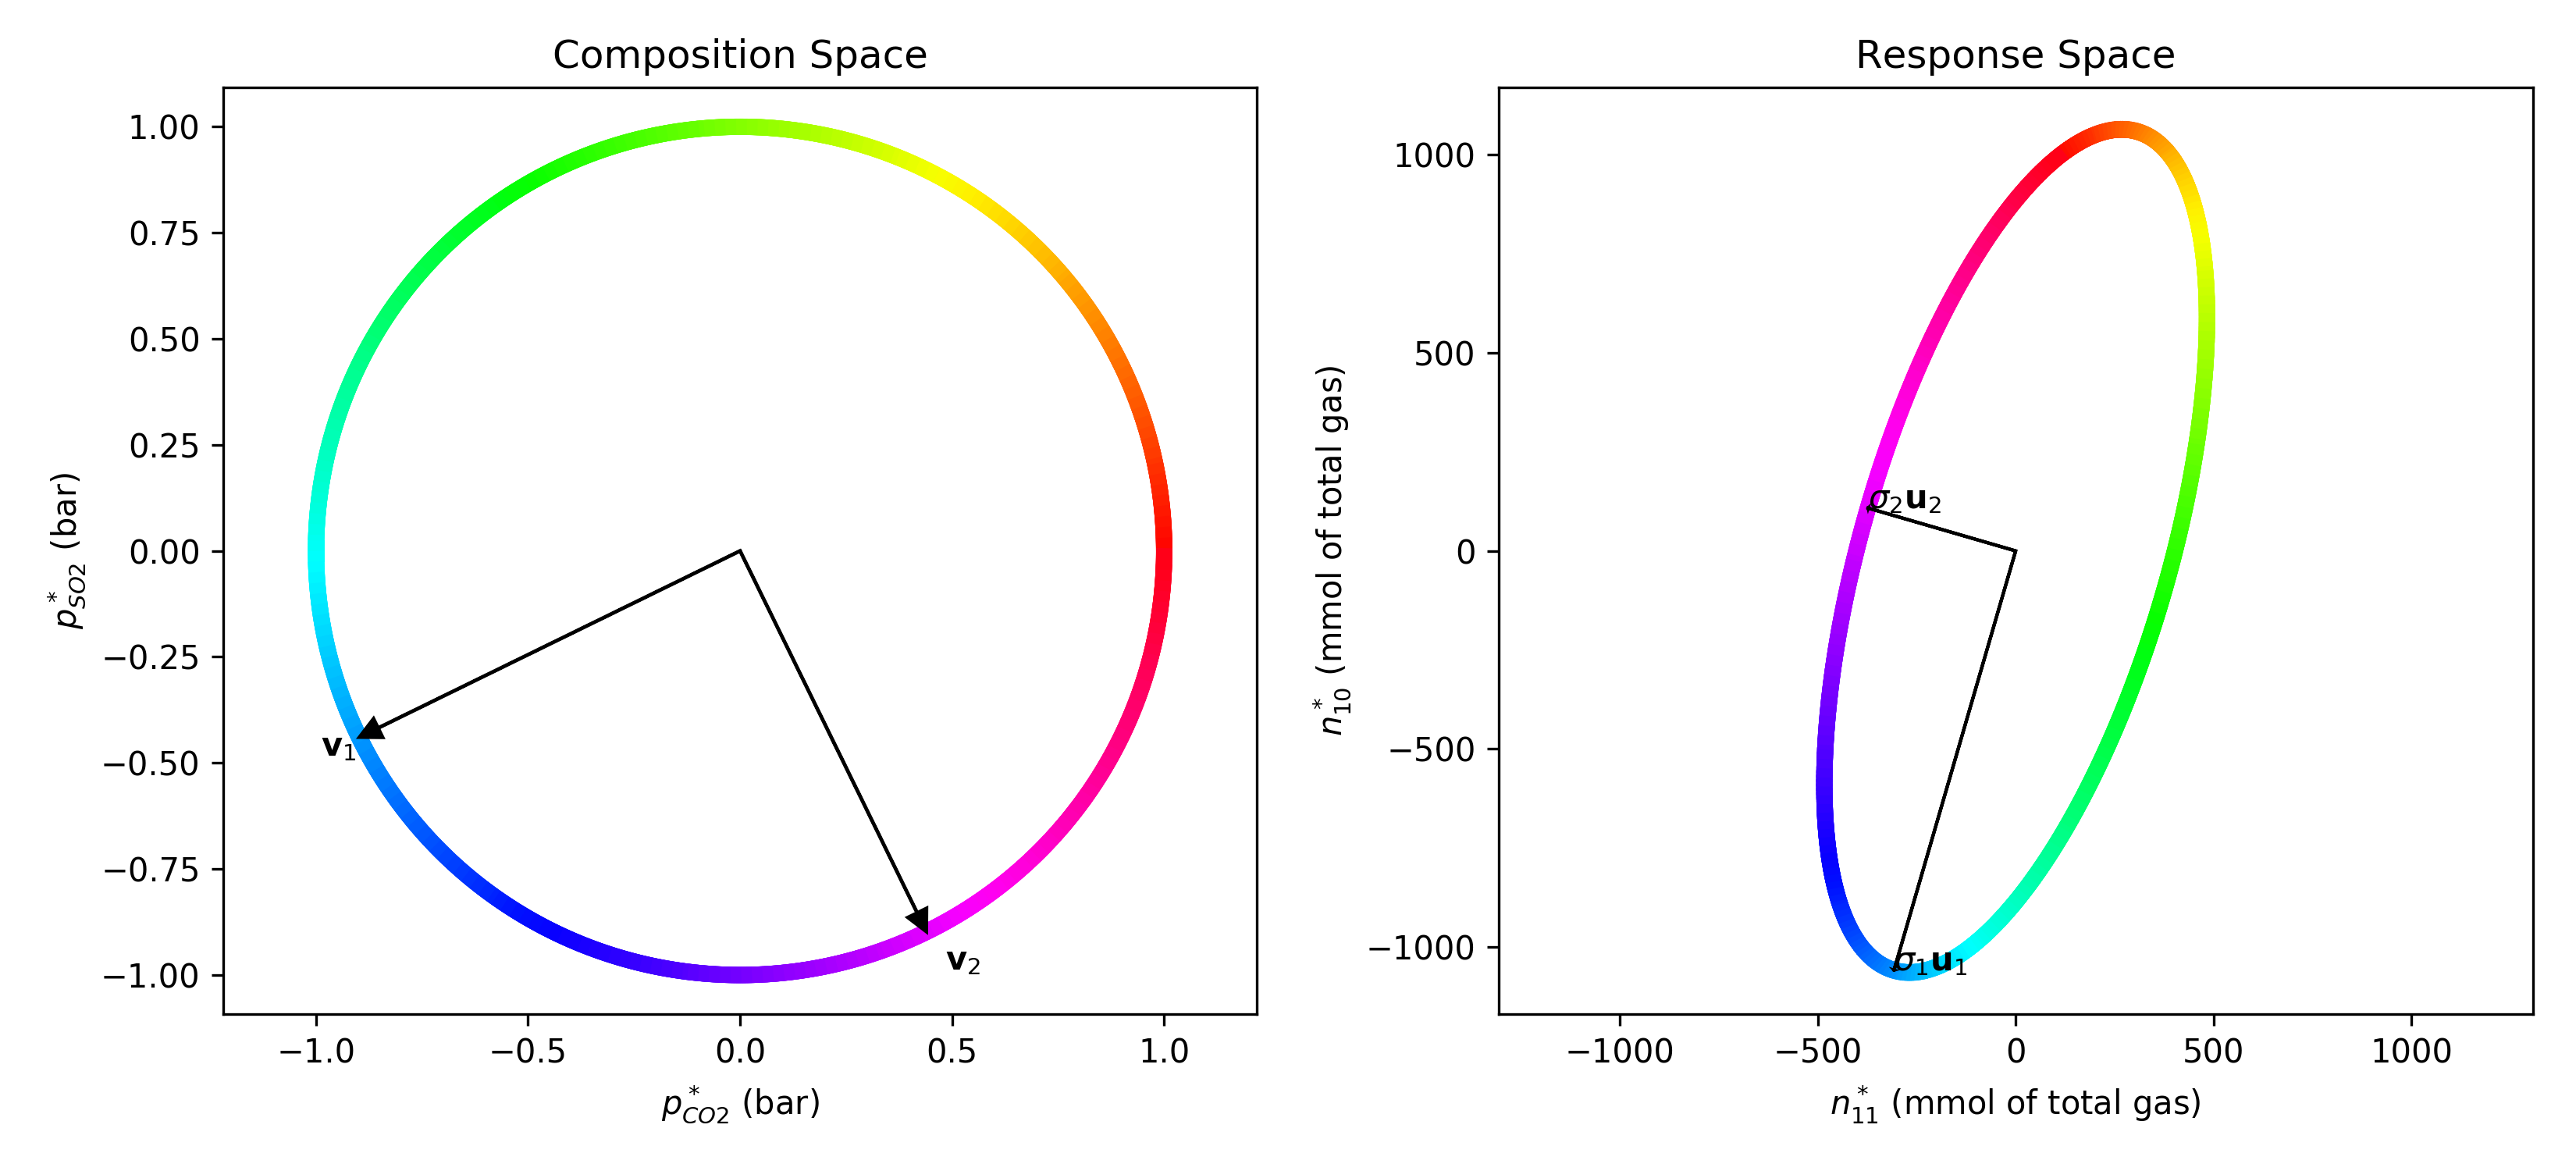 Composition Space
1.00
0.75
0.50
0.25
0.00
−0.25
−0.50
−0.75
−1.00
p*SO2 (bar)
v1
v2
−1.0 −0.5 0.0 0.5 1.0
p*CO2 (bar)
Response Space
1000
500
0
−500
−1000
n*10 (mmol of total gas)
σ2u2
σ1u1
−1000 −500 0 500 1000
n*11 (mmol of total gas)